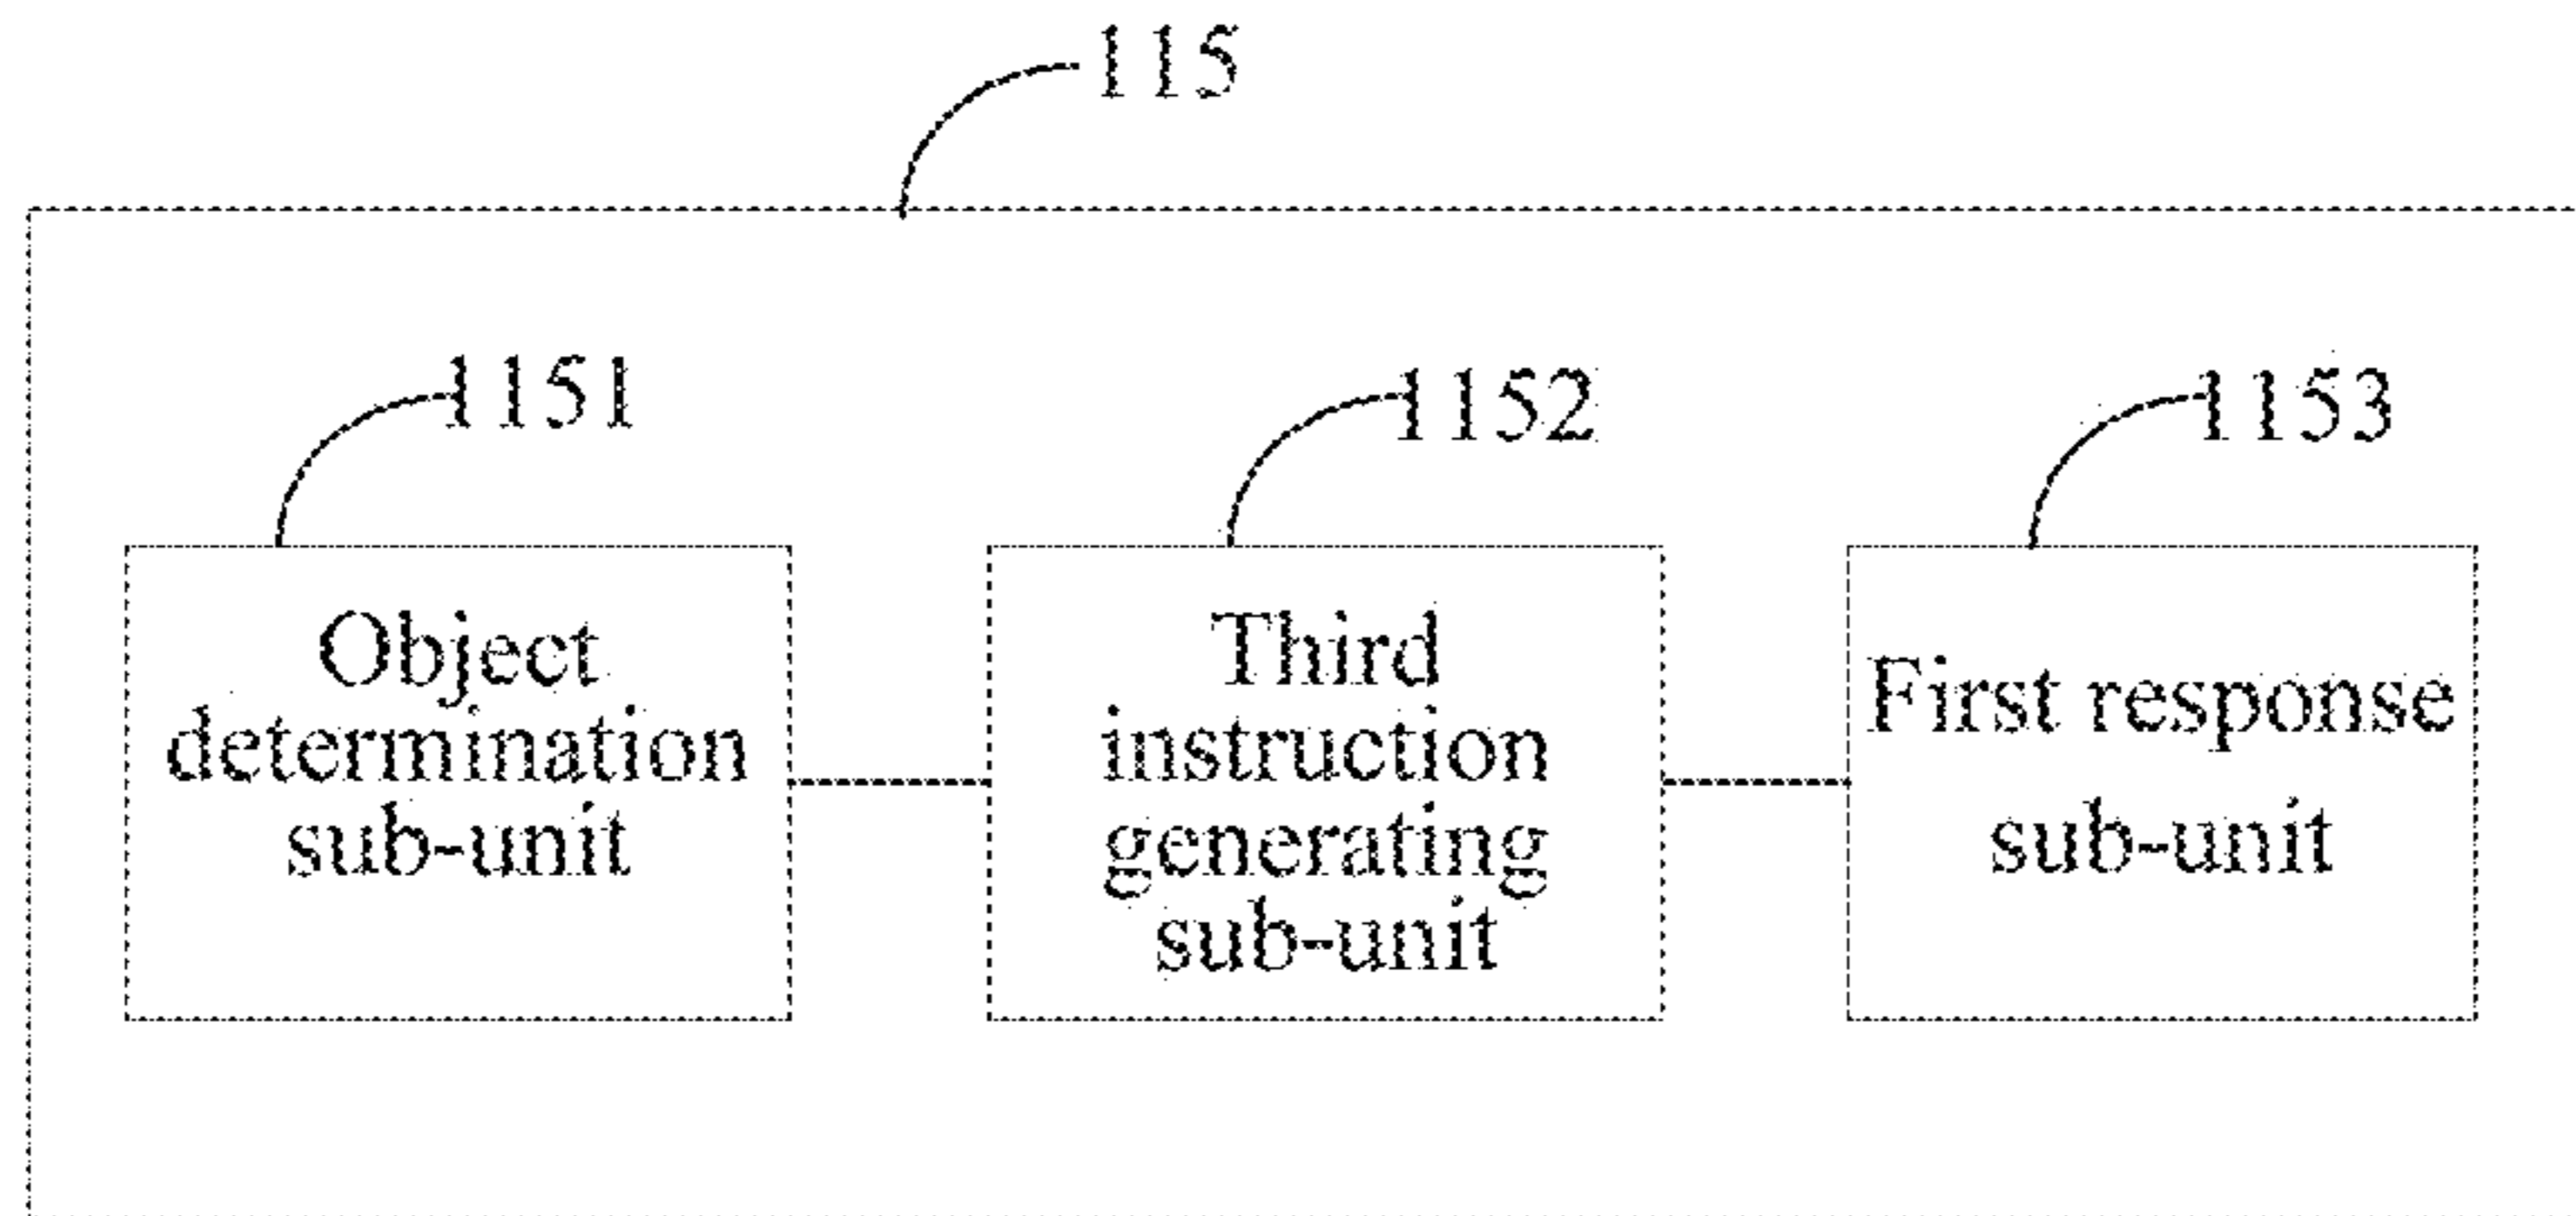 115
1151
1152
1153
Object
determination
sub-unit
Third
instruction
generating
sub-unit
First response
sub-unit